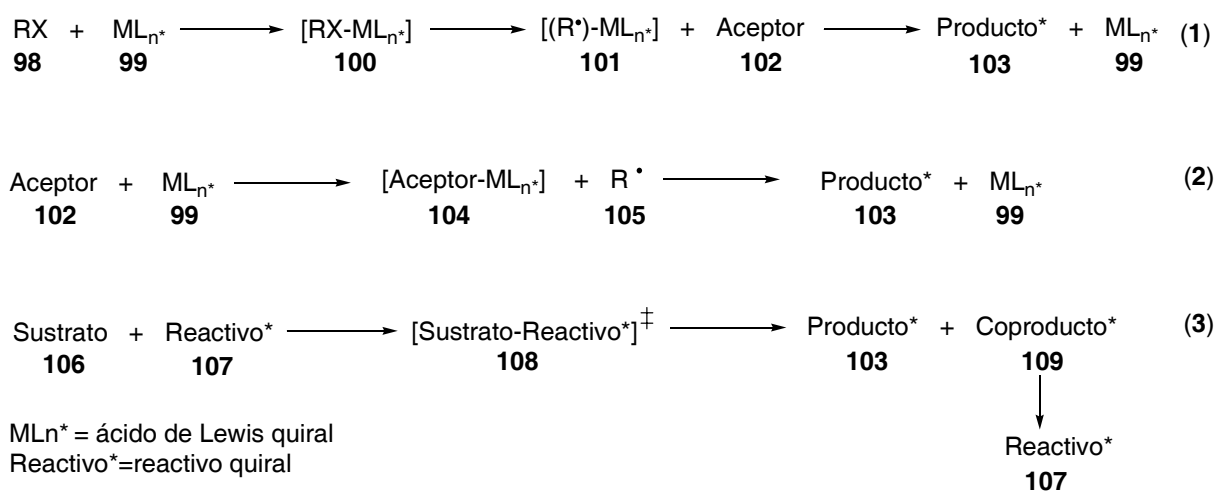 RX + MLn* [RX-MLn*] [(R•)-MLn*] + Aceptor Producto* + MLn* (1)
98 99 100 101 102 103 99
Aceptor + MLn* [Aceptor-MLn*] + R• Producto* + MLn* (2)
102 99 104 105 103 99
Sustrato + Reactivo* [Sustrato-Reactivo*]‡ Producto* + Coproducto* (3)
106 107 108 103 109
MLn* = ácido de Lewis quiral
Reactivo*=reactivo quiral
Reactivo*
107